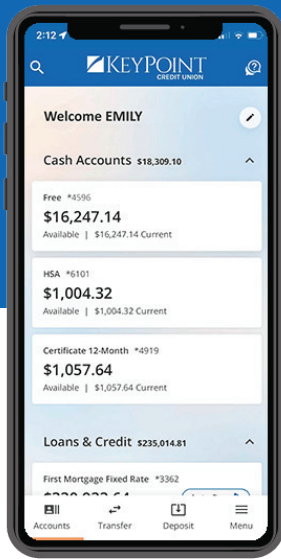 2:12
KEYPOINT
CREDIT UNION
Welcome EMILY
Cash Accounts $18,309.10
Free *4596
$16,247.14
Available | $16,247.14 Current
HSA *6101
$1,004.32
Available | $1,004.32 Current
Certificate 12-Month *4919
$1,057.64
Available | $1,057.64 Current
Loans & Credit $235,014.81
First Mortgage Fixed Rate *3362
Accounts Transfer Deposit Menu